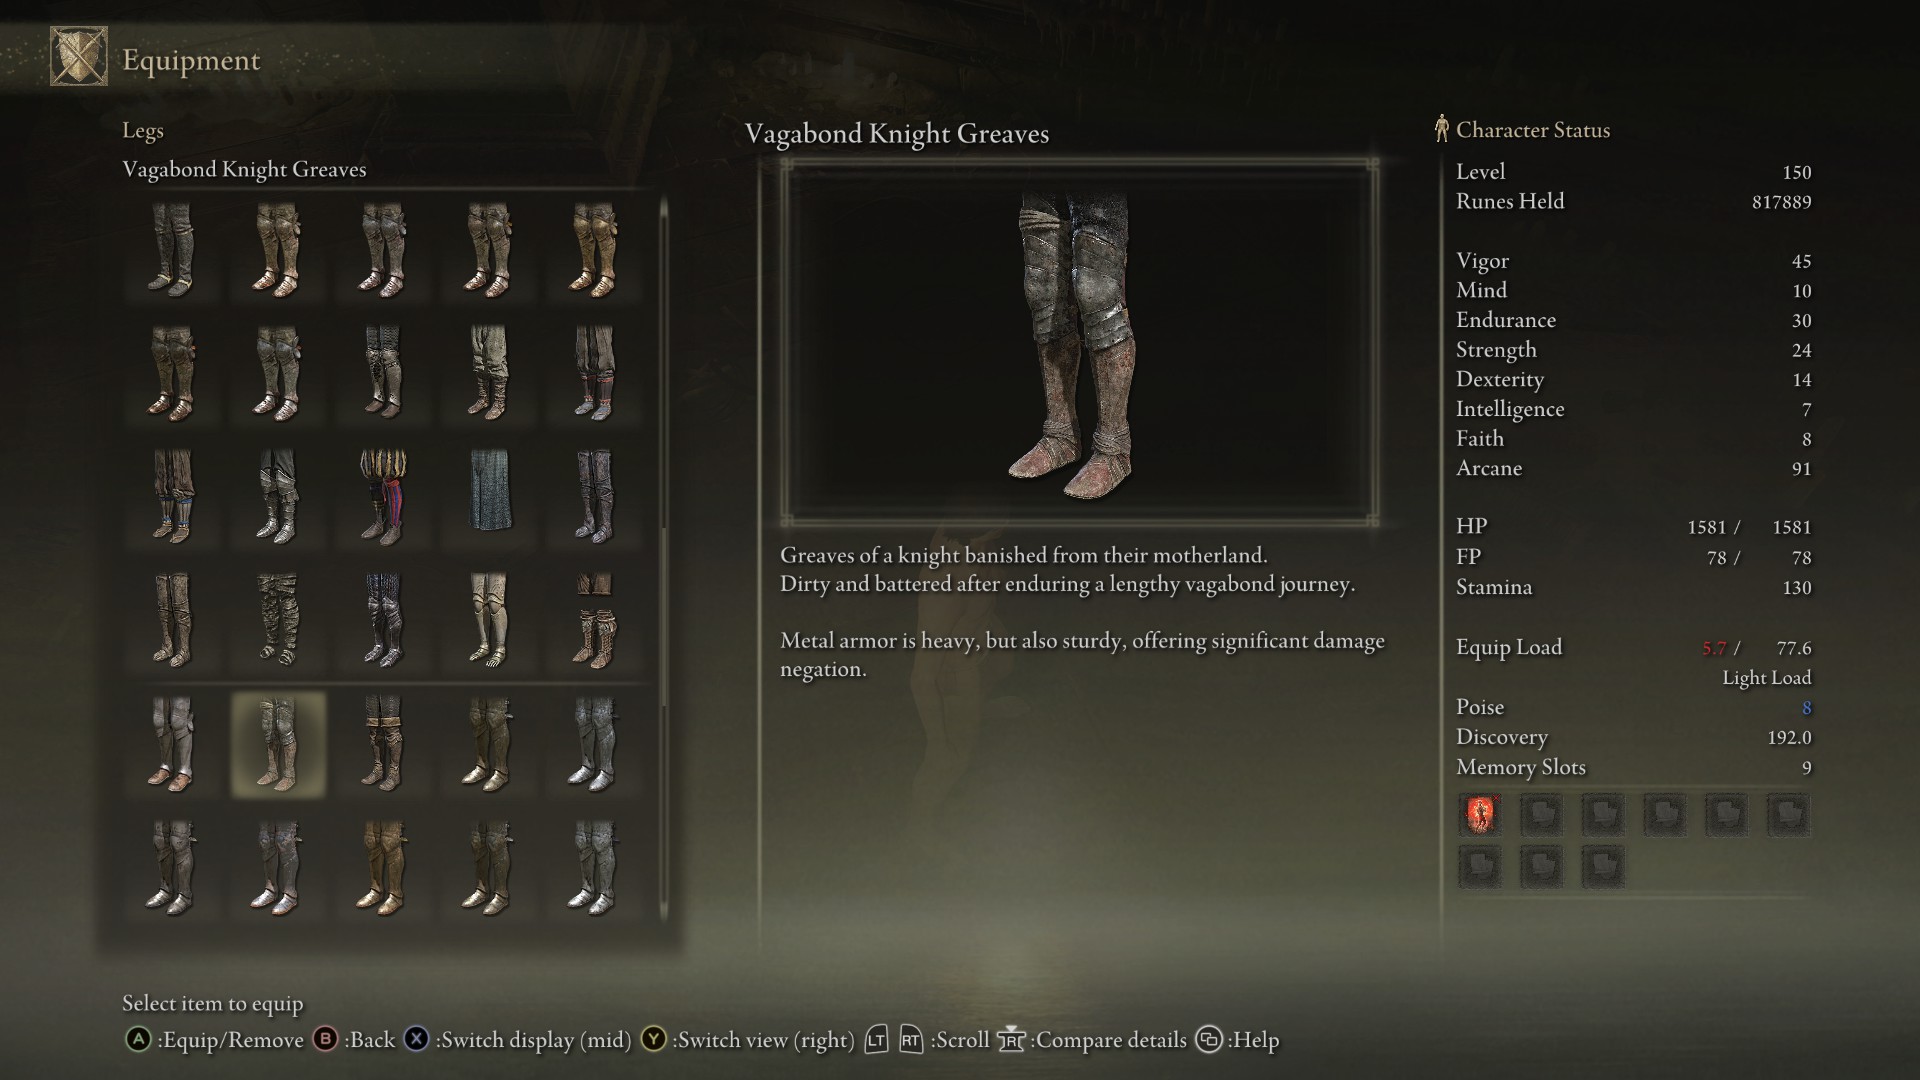 Equipment
Legs
Vagabond Knight Greaves
Vagabond Knight Greaves
Greaves of a knight banished from their motherland.
Dirty and battered after enduring a lengthy vagabond journey.
Metal armor is heavy, but also sturdy, offering significant damage
negation.
Character Status
Level 150
Runes Held 817889
Vigor 45
Mind 10
Endurance 30
Strength 24
Dexterity 14
Intelligence 7
Faith 8
Arcane 91
HP 1581 / 1581
FP 78 / 78
Stamina 130
Equip Load 5.7 / 77.6
Light Load
Poise 8
Discovery 192.0
Memory Slots 9
Select item to equip
A :Equip/Remove B :Back X :Switch display (mid) Y :Switch view (right) LT RT :Scroll R :Compare details :Help